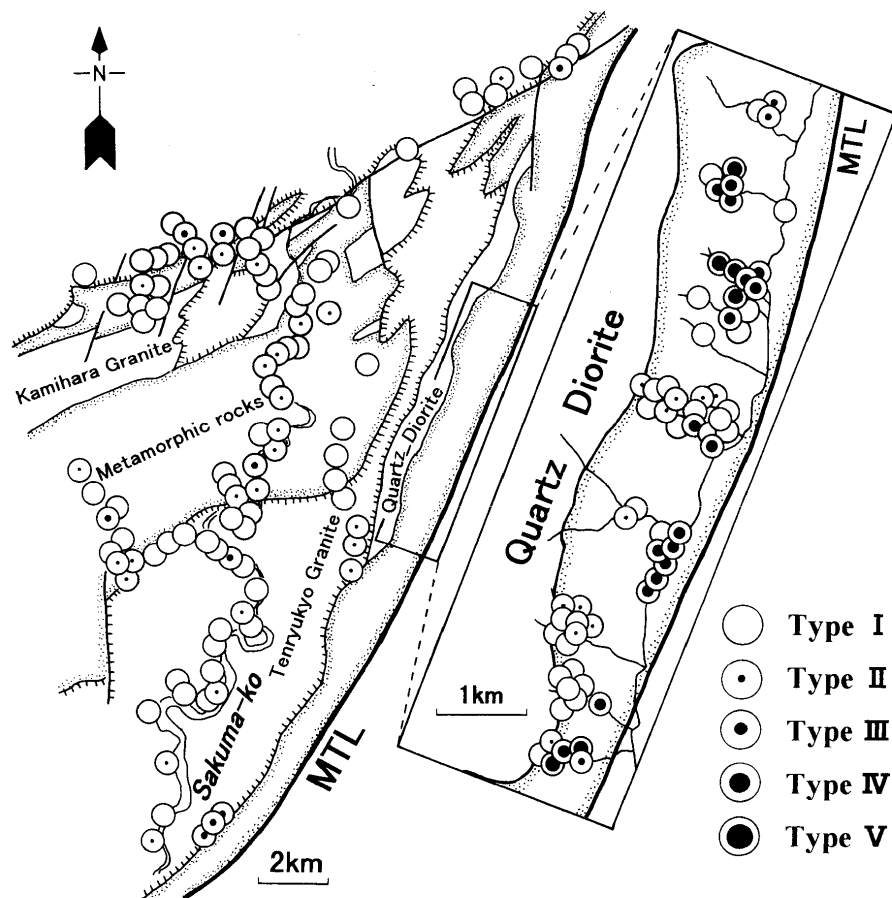 N
MTL
Kamihara Granite
Metamorphic rocks
Quartz Diorite
Quartz Diorite
Tenryukyo Granite
Sakuma-ko
MTL
1km
2km
Type I
Type II
Type III
Type IV
Type V